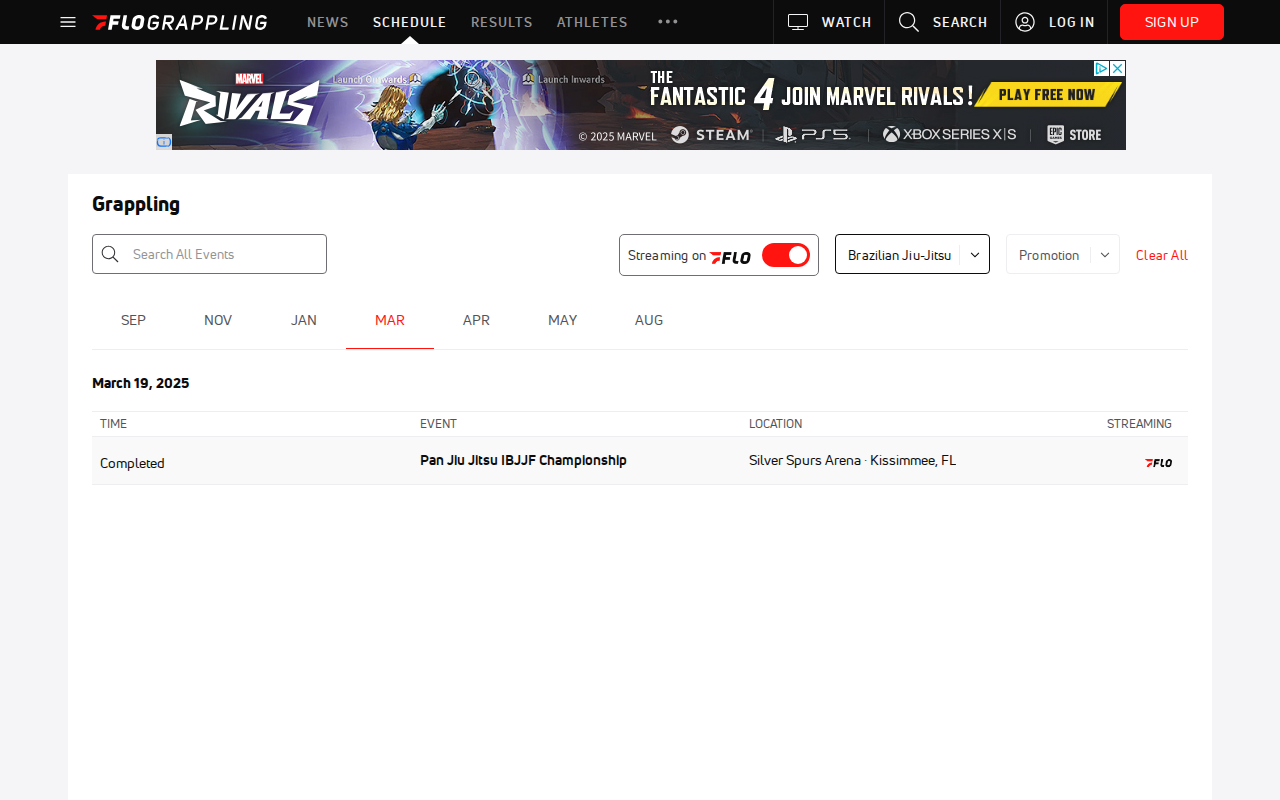 FLOGRAPPLING
NEWS
SCHEDULE
RESULTS
ATHLETES
WATCH
SEARCH
LOG IN
SIGN UP
MARVEL
RIVALS
Launch Onwards
Launch Inwards
THE
FANTASTIC 4 JOIN MARVEL RIVALS!
PLAY FREE NOW
© 2025 MARVEL
STEAM
PS5
XBOX SERIES X|S
EPIC GAMES STORE
Grappling
Search All Events
Streaming on FLO
Brazilian Jiu-Jitsu
Promotion
Clear All
SEP
NOV
JAN
MAR
APR
MAY
AUG
March 19, 2025
TIME
EVENT
LOCATION
STREAMING
Completed
Pan Jiu Jitsu IBJJF Championship
Silver Spurs Arena · Kissimmee, FL
FLO